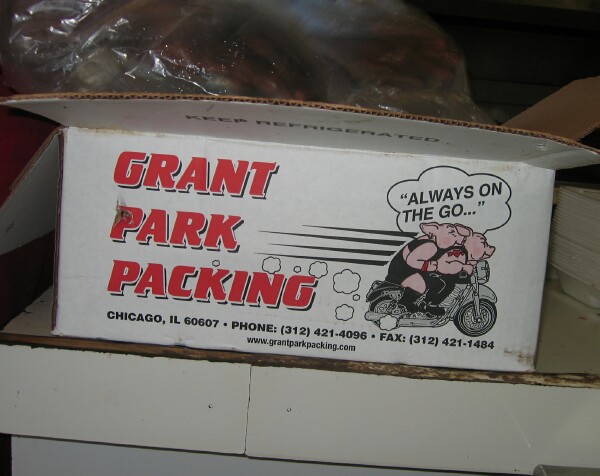 KEEP REFRIGERATED
GRANT
PARK
PACKING
"ALWAYS ON
THE GO..."
CHICAGO, IL 60607 • PHONE: (312) 421-4096 • FAX: (312) 421-1484
www.grantparkpacking.com